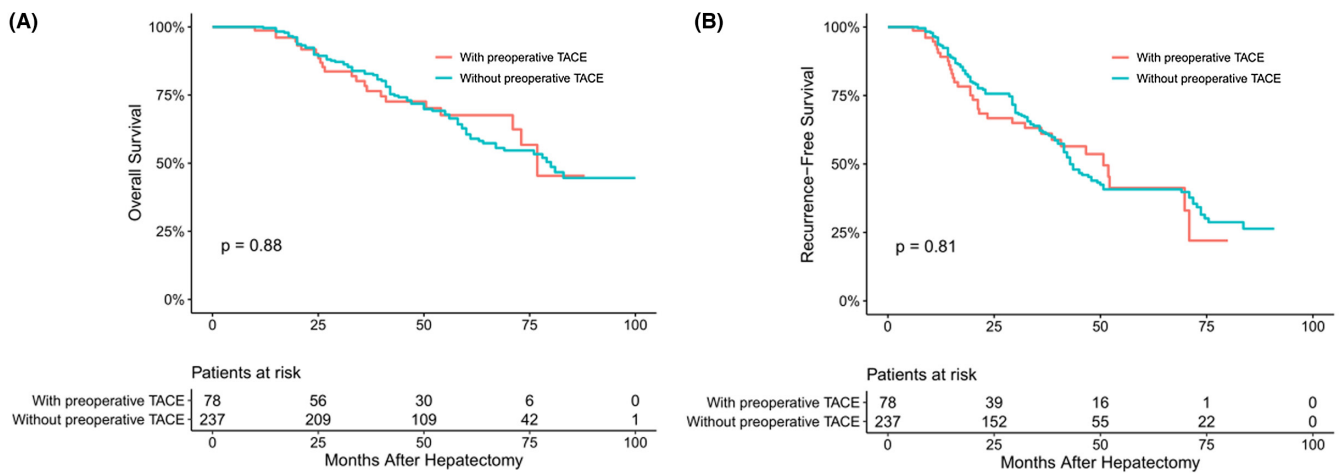 (A)
Overall Survival
100%
75%
50%
25%
0%
With preoperative TACE
Without preoperative TACE
p = 0.88
0 25 50 75 100
Patients at risk
With preoperative TACE 78 56 30 6 0
Without preoperative TACE 237 209 109 42 1
0 25 50 75 100
Months After Hepatectomy
(B)
Recurrence-Free Survival
100%
75%
50%
25%
0%
With preoperative TACE
Without preoperative TACE
p = 0.81
0 25 50 75 100
Patients at risk
With preoperative TACE 78 39 16 1 0
Without preoperative TACE 237 152 55 22 0
0 25 50 75 100
Months After Hepatectomy